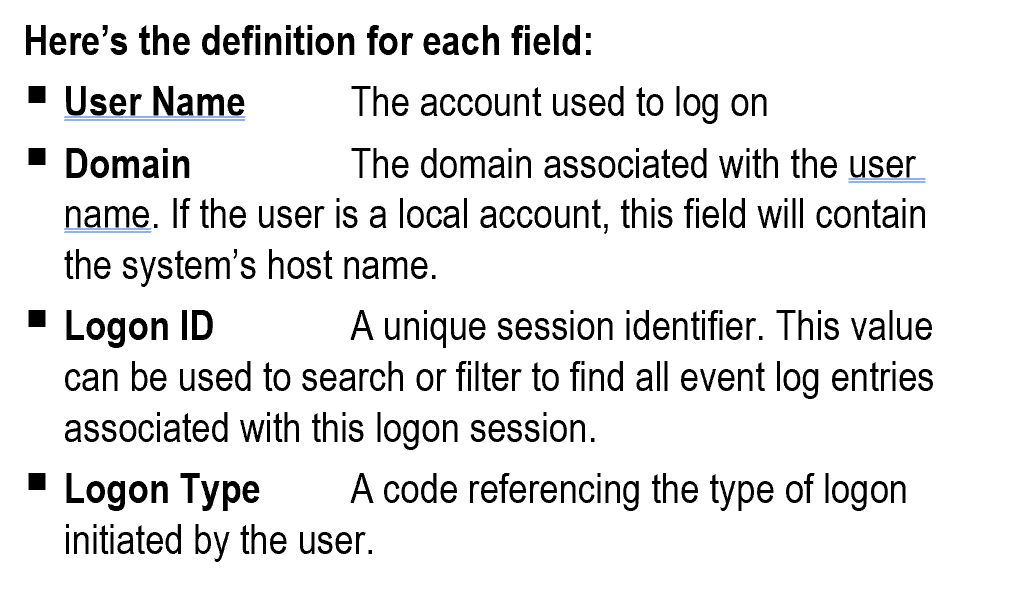 Here’s the definition for each field:
■ User Name The account used to log on
■ Domain The domain associated with the user
name. If the user is a local account, this field will contain
the system’s host name.
■ Logon ID A unique session identifier. This value
can be used to search or filter to find all event log entries
associated with this logon session.
■ Logon Type A code referencing the type of logon
initiated by the user.